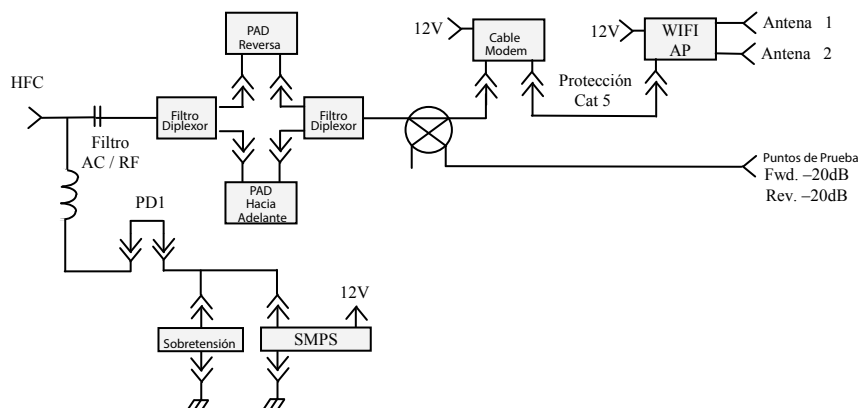 PAD
Reversa
12V
Cable
Modem
12V
WIFI
AP
Antena 1
Antena 2
HFC
Filtro
Diplexor
Filtro
Diplexor
Protección
Cat 5
Filtro
AC / RF
PAD
Hacia
Adelante
Puntos de Prueba
Fwd. –20dB
Rev. –20dB
PD1
12V
Sobretensión
SMPS